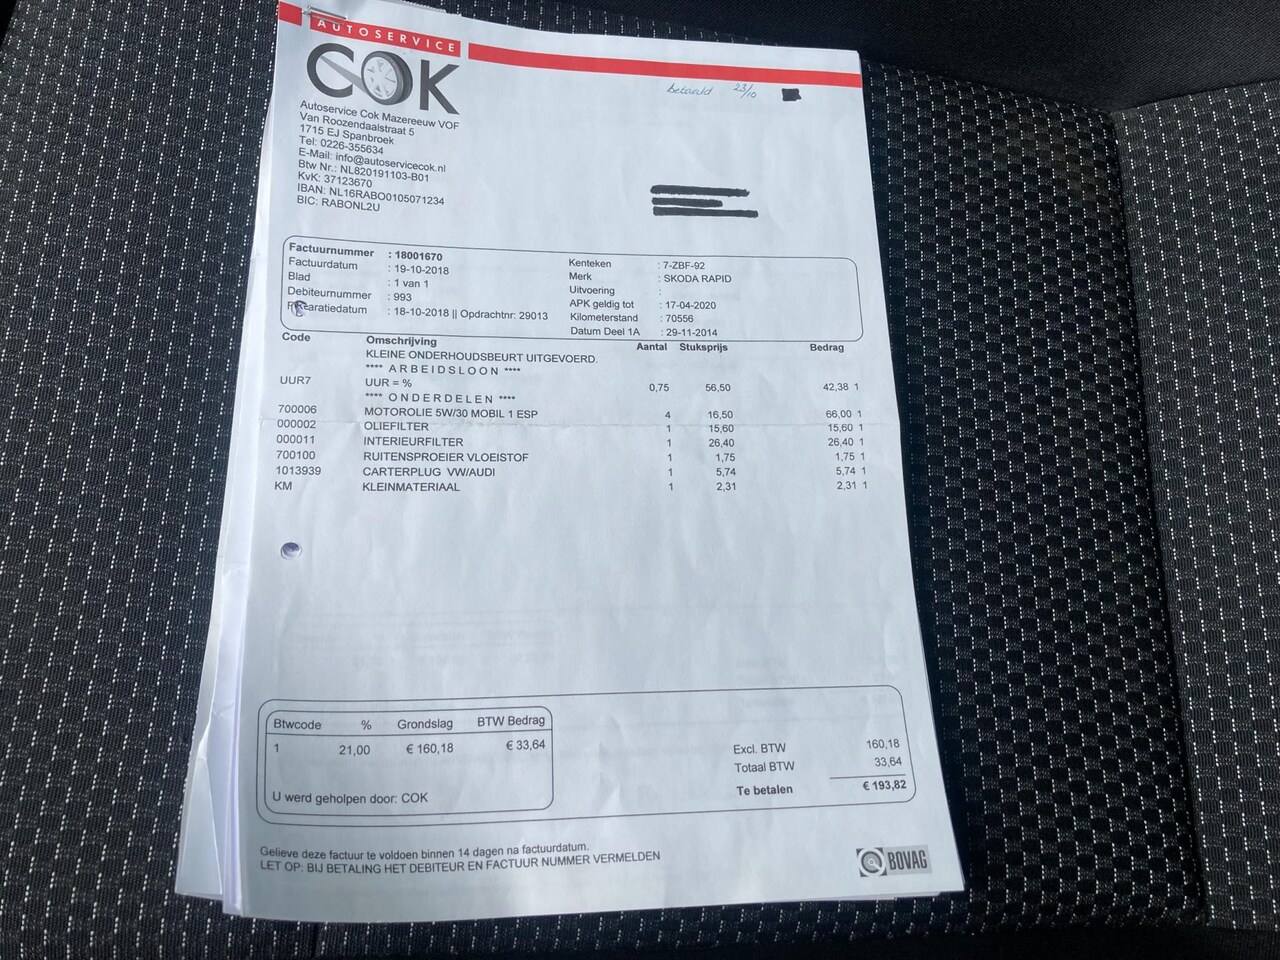 AUTOSERVICE
COK
betaald 23/10
Autoservice Cok Mazereeuw VOF
Van Roozendaalstraat 5
1715 EJ Spanbroek
Tel: 0226-355634
E-Mail: info@autoservicecok.nl
Btw Nr.: NL820191103-B01
KvK: 37123670
IBAN: NL16RABO0105071234
BIC: RABONL2U
Factuurnummer : 18001670
Factuurdatum : 19-10-2018
Blad : 1 van 1
Debiteurnummer : 993
Reparatiedatum : 18-10-2018 || Opdrachtnr: 29013
Kenteken : 7-ZBF-92
Merk : SKODA RAPID
Uitvoering :
APK geldig tot : 17-04-2020
Kilometerstand : 70556
Datum Deel 1A : 29-11-2014
Code Omschrijving Aantal Stuksprijs Bedrag
KLEINE ONDERHOUDSBEURT UITGEVOERD.
**** A R B E I D S L O O N ****
UUR7 UUR = % 0,75 56,50 42,38 1
**** O N D E R D E L E N ****
700006 MOTOROLIE 5W/30 MOBIL 1 ESP 4 16,50 66,00 1
000002 OLIEFILTER 1 15,60 15,60 1
000011 INTERIEURFILTER 1 26,40 26,40 1
700100 RUITENSPROEIER VLOEISTOF 1 1,75 1,75 1
1013939 CARTERPLUG VW/AUDI 1 5,74 5,74 1
KM KLEINMATERIAAL 1 2,31 2,31 1
Btwcode % Grondslag BTW Bedrag
1 21,00 € 160,18 € 33,64
U werd geholpen door: COK
Excl. BTW 160,18
Totaal BTW 33,64
Te betalen € 193,82
Gelieve deze factuur te voldoen binnen 14 dagen na factuurdatum.
LET OP: BIJ BETALING HET DEBITEUR EN FACTUUR NUMMER VERMELDEN
BOVAG